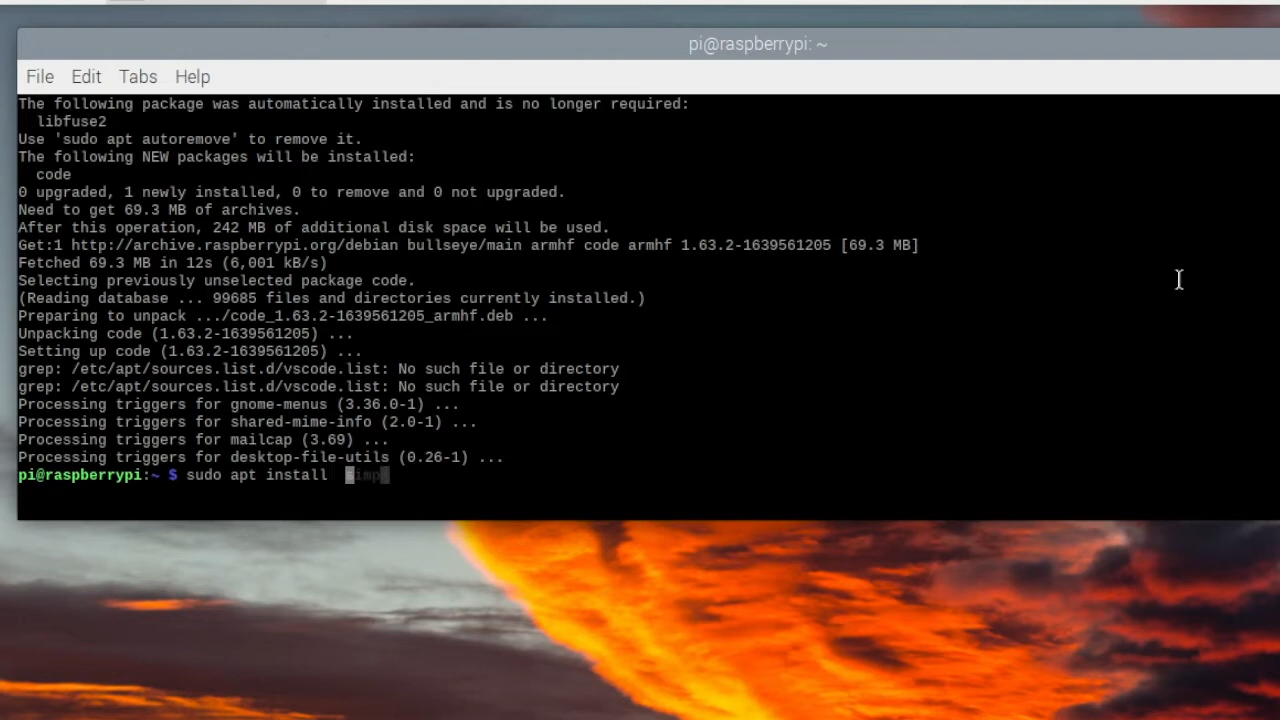 pi@raspberrypi: ~
File Edit Tabs Help
The following package was automatically installed and is no longer required:
libfuse2
Use 'sudo apt autoremove' to remove it.
The following NEW packages will be installed:
code
0 upgraded, 1 newly installed, 0 to remove and 0 not upgraded.
Need to get 69.3 MB of archives.
After this operation, 242 MB of additional disk space will be used.
Get:1 http://archive.raspberrypi.org/debian bullseye/main armhf code armhf 1.63.2-1639561205 [69.3 MB]
Fetched 69.3 MB in 12s (6,001 kB/s)
Selecting previously unselected package code.
(Reading database ... 99685 files and directories currently installed.)
Preparing to unpack .../code_1.63.2-1639561205_armhf.deb ...
Unpacking code (1.63.2-1639561205) ...
Setting up code (1.63.2-1639561205) ...
grep: /etc/apt/sources.list.d/vscode.list: No such file or directory
grep: /etc/apt/sources.list.d/vscode.list: No such file or directory
Processing triggers for gnome-menus (3.36.0-1) ...
Processing triggers for shared-mime-info (2.0-1) ...
Processing triggers for mailcap (3.69) ...
Processing triggers for desktop-file-utils (0.26-1) ...
pi@raspberrypi:~ $ sudo apt install